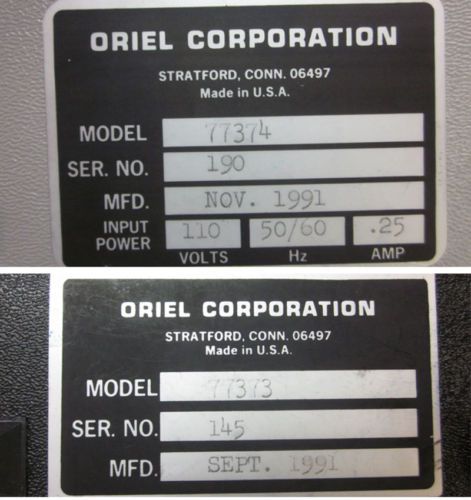 ORIEL CORPORATION
STRATFORD, CONN. 06497
Made in U.S.A.
MODEL 77374
SER. NO. 190
MFD. NOV. 1991
INPUT POWER 110 50/60 .25
VOLTS Hz AMP
ORIEL CORPORATION
STRATFORD, CONN. 06497
Made in U.S.A.
MODEL 77373
SER. NO. 145
MFD. SEPT. 1991